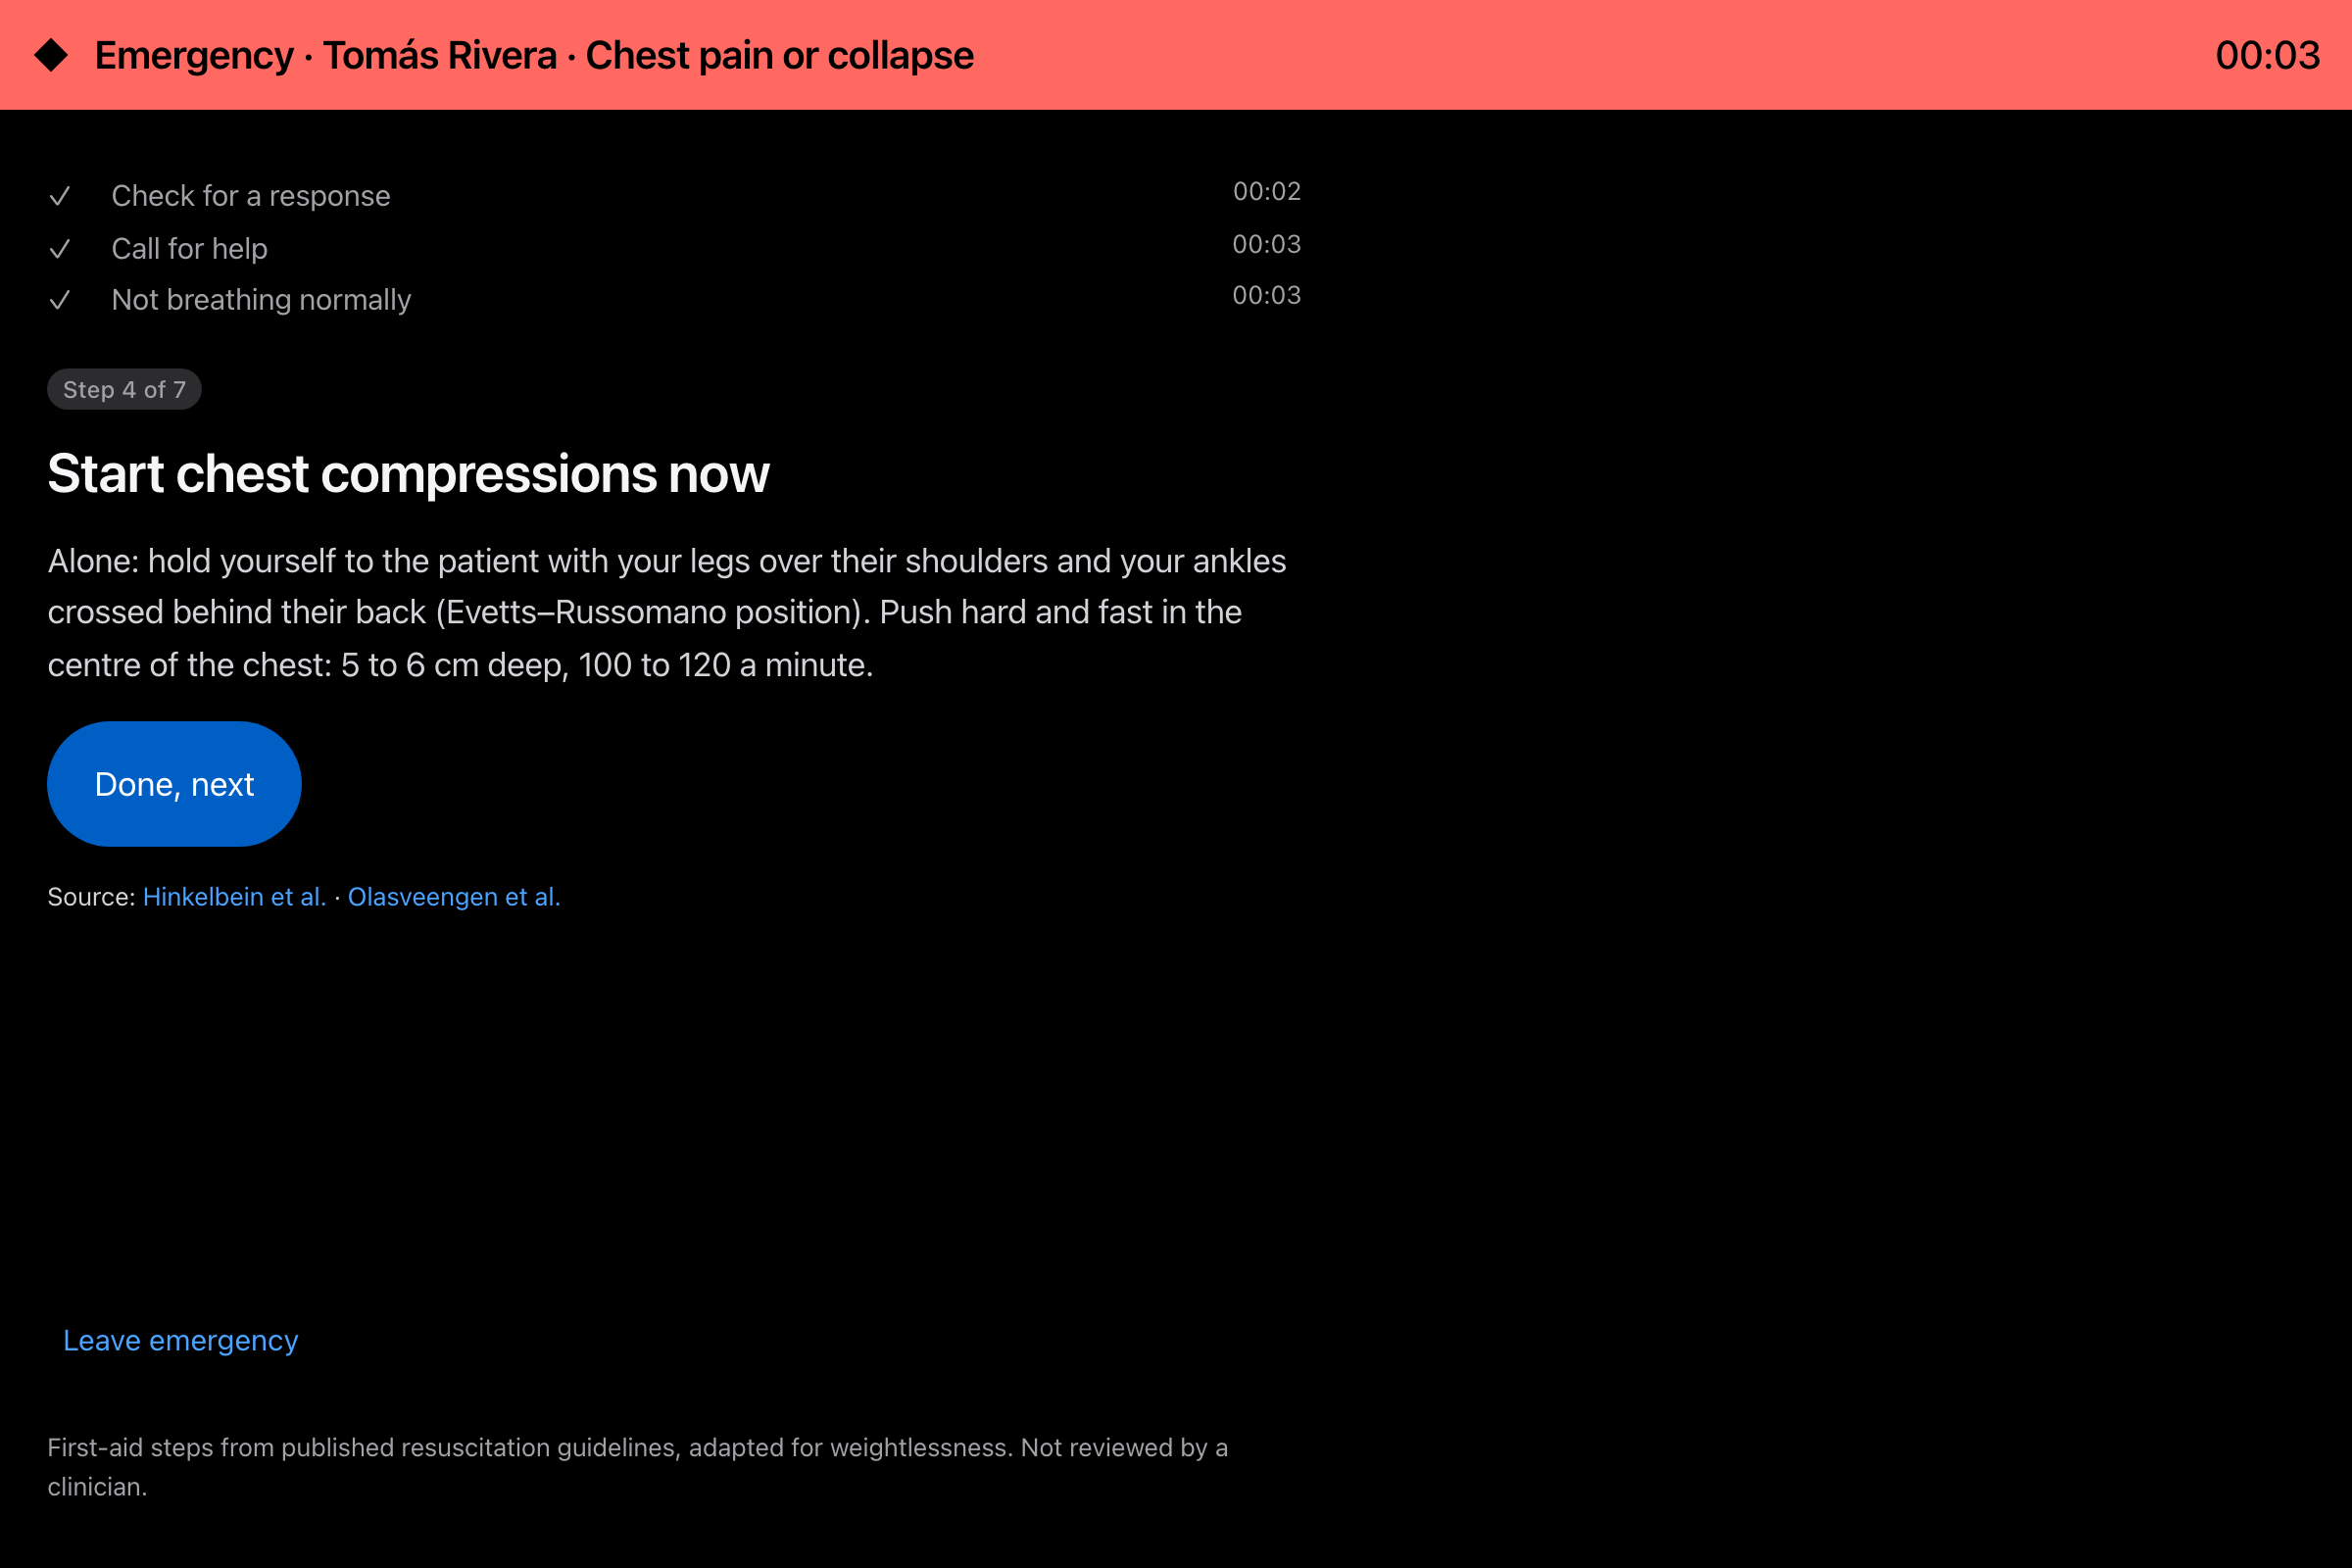 Emergency · Tomás Rivera · Chest pain or collapse
00:03
Check for a response
00:02
Call for help
00:03
Not breathing normally
00:03
Step 4 of 7
Start chest compressions now
Alone: hold yourself to the patient with your legs over their shoulders and your ankles
crossed behind their back (Evetts–Russomano position). Push hard and fast in the
centre of the chest: 5 to 6 cm deep, 100 to 120 a minute.
Done, next
Source: Hinkelbein et al. · Olasveengen et al.
Leave emergency
First-aid steps from published resuscitation guidelines, adapted for weightlessness. Not reviewed by a
clinician.